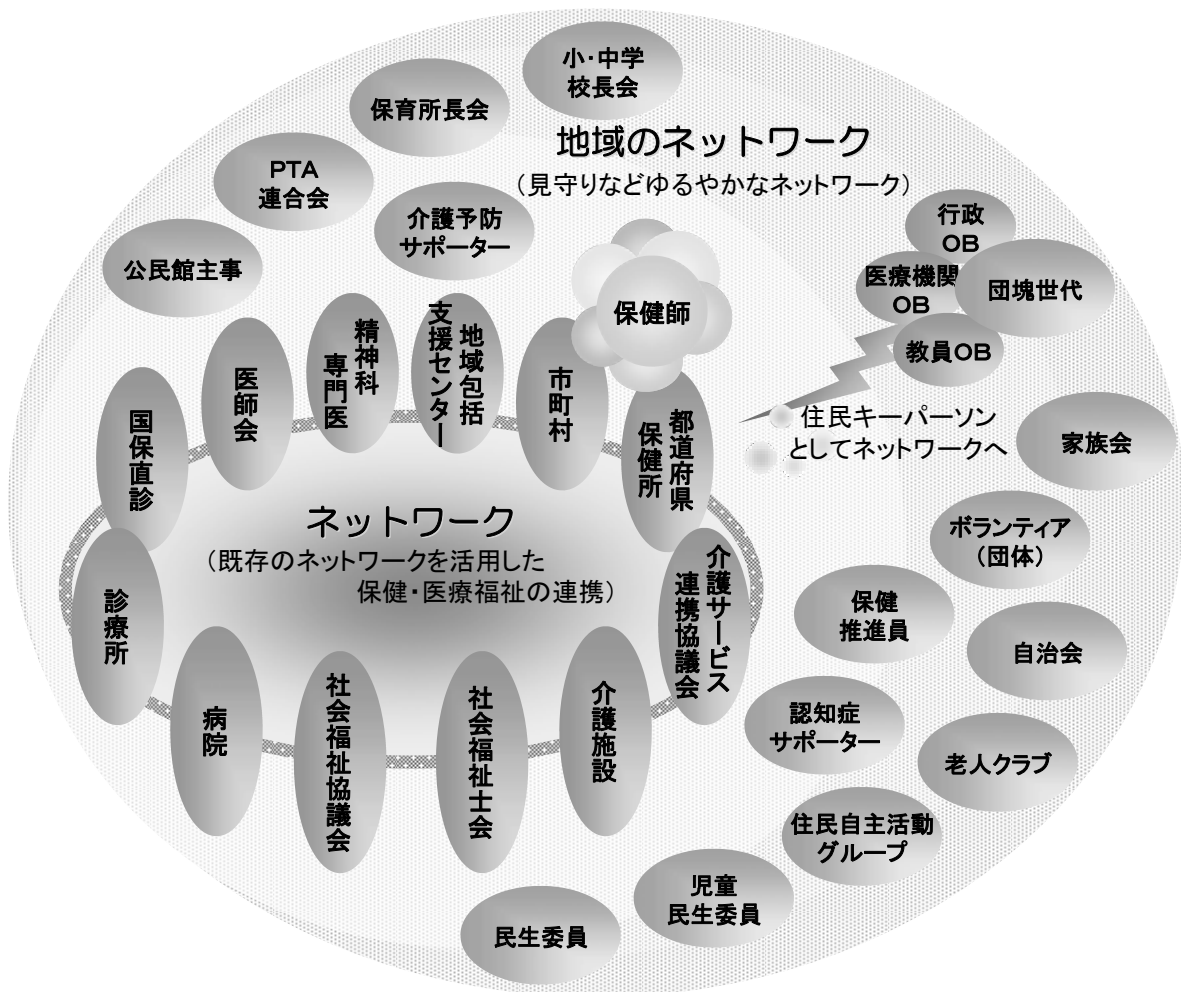 小・中学
校長会
保育所長会
地域のネットワーク
（見守りなどゆるやかなネットワーク）
PTA
連合会
介護予防
サポーター
公民館主事
行政
OB
医療機関
OB
団塊世代
教員OB
保健師
住民キーパーソン
としてネットワークへ
家族会
ボランティア
（団体）
保健
推進員
自治会
認知症
サポーター
老人クラブ
住民自主活動
グループ
児童
民生委員
民生委員
国保直診
医師会
精神科
専門医
地域包括
支援センター
市町村
都道府県
保健所
ネットワーク
（既存のネットワークを活用した
保健・医療福祉の連携）
介護サービス
連携協議会
診療所
病院
社会福祉協議会
社会福祉士会
介護施設